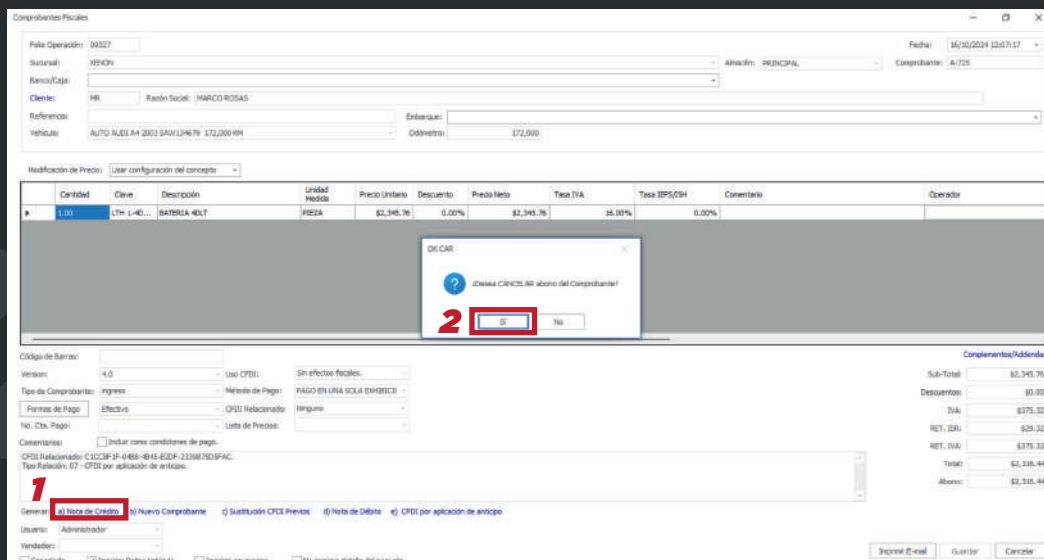 Comprobantes Fiscales
Folio Operación: 09327 Fecha: 16/10/2024 12:07:17
Sucursal: XENON Almacén: PRINCIPAL Comprobante: A-725
Banco/Caja:
Cliente: MR Razón Social: MARCO ROSAS
Referencia: Embarque:
Vehículo: AUTO AUDI A4 2003 SAW134679 172,000 KM Odómetro: 172,000
Modificación de Precio: Usar configuración del concepto
Cantidad Clave Descripción Unidad Medida Precio Unitario Descuento Precio Neto Tasa IVA Tasa IEPS/ISH Comentario Operador
1.00 LTH L-4D... BATERIA 4DLT PIEZA $2,345.76 0.00% $2,345.76 16.00% 0.00%
OK CAR
¿Desea CANCELAR abono del Comprobante?
2 Sí No
Código de Barras: Complementos/Addenda
Version: 4.0 Uso CFDI: Sin efectos fiscales. Sub-Total: $2,345.76
Tipo de Comprobante: Ingreso Método de Pago: PAGO EN UNA SOLA EXHIBICI Descuentos: $0.00
Formas de Pago Efectivo CFDI Relacionado: Ninguno IVA: $375.32
No. Cta. Pago: Lista de Precios: RET. ISR: $29.32
Comentarios: Incluir como condiciones de pago. RET. IVA: $375.32
CFDI Relacionado:
Tipo Relación: 07 - CFDI por aplicación de anticipo. Total: $2,316.44
Abono: $2,316.44
1
Generar: a) Nota de Crédito b) Nuevo Comprobante c) Sustitución CFDI Previos d) Nota de Débito e) CFDI por aplicación de anticipo
Usuario: Administrador
Vendedor:
Imprimir E-mail Guardar Cancelar